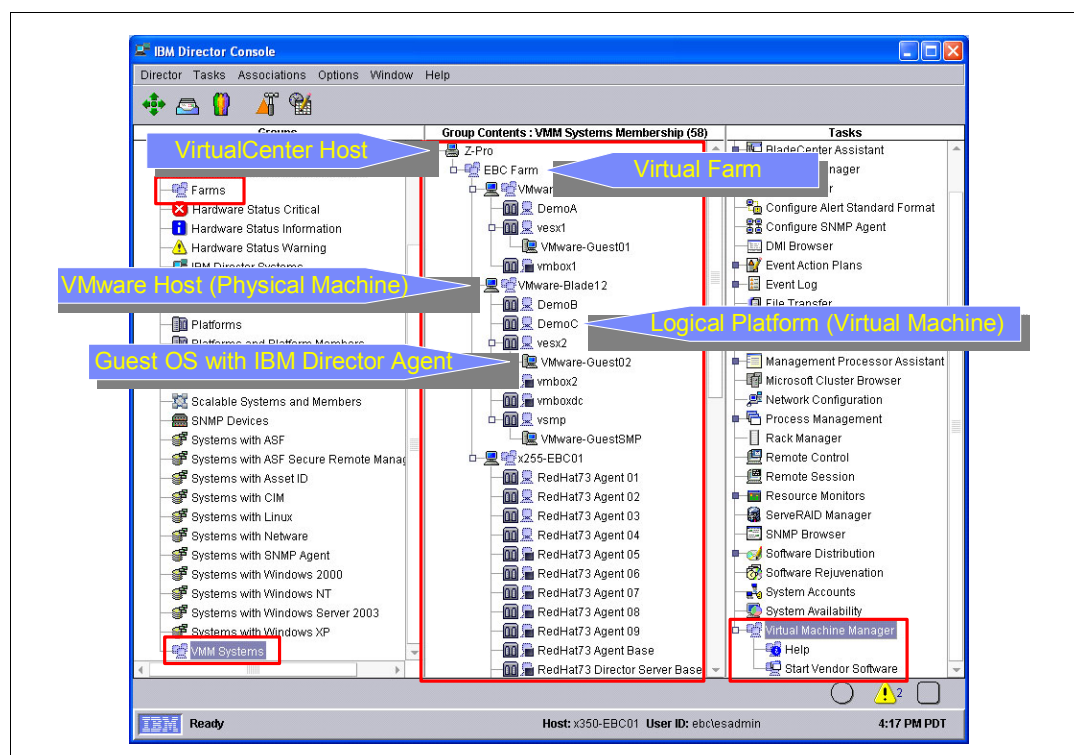 IBM Director Console
Director Tasks Associations Options Window Help
Group Contents : VMM Systems Membership (58)
Tasks
VirtualCenter Host
Virtual Farm
VMware Host (Physical Machine)
Logical Platform (Virtual Machine)
Guest OS with IBM Director Agent
Farms
Hardware Status Critical
Hardware Status Information
Hardware Status Warning
IBM Director Systems
Platforms
Platforms and Platform Members
Scalable Systems and Members
SNMP Devices
Systems with ASF
Systems with ASF Secure Remote Manag
Systems with Asset ID
Systems with CIM
Systems with Linux
Systems with Netware
Systems with SNMP Agent
Systems with Windows 2000
Systems with Windows NT
Systems with Windows Server 2003
Systems with Windows XP
VMM Systems
Z-Pro
EBC Farm
DemoA
vesx1
VMware-Guest01
vmbox1
VMware-Blade12
DemoB
DemoC
vesx2
VMware-Guest02
vmbox2
vmboxdc
vsmp
VMware-GuestSMP
x255-EBC01
RedHat73 Agent 01
RedHat73 Agent 02
RedHat73 Agent 03
RedHat73 Agent 04
RedHat73 Agent 05
RedHat73 Agent 06
RedHat73 Agent 07
RedHat73 Agent 08
RedHat73 Agent 09
RedHat73 Agent Base
RedHat73 Director Server Base
BladeCenter Assistant
Configure Alert Standard Format
Configure SNMP Agent
DMI Browser
Event Action Plans
Event Log
File Transfer
Management Processor Assistant
Microsoft Cluster Browser
Network Configuration
Process Management
Rack Manager
Remote Control
Remote Session
Resource Monitors
ServeRAID Manager
SNMP Browser
Software Distribution
Software Rejuvenation
System Accounts
System Availability
Virtual Machine Manager
Help
Start Vendor Software
2
IBM Ready
Host: x350-EBC01 User ID: ebc\esadmin
4:17 PM PDT